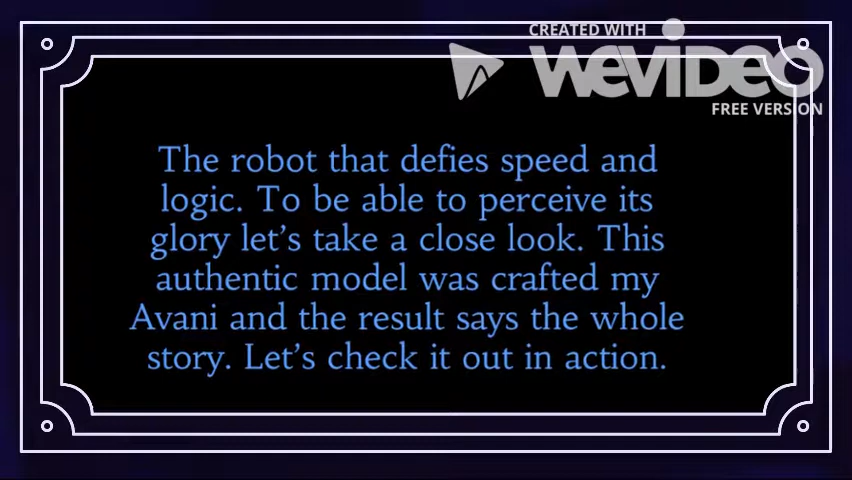 CREATED WITH
WEVIDEO
FREE VERSION
The robot that defies speed and
logic. To be able to perceive its
glory let’s take a close look. This
authentic model was crafted my
Avani and the result says the whole
story. Let’s check it out in action.